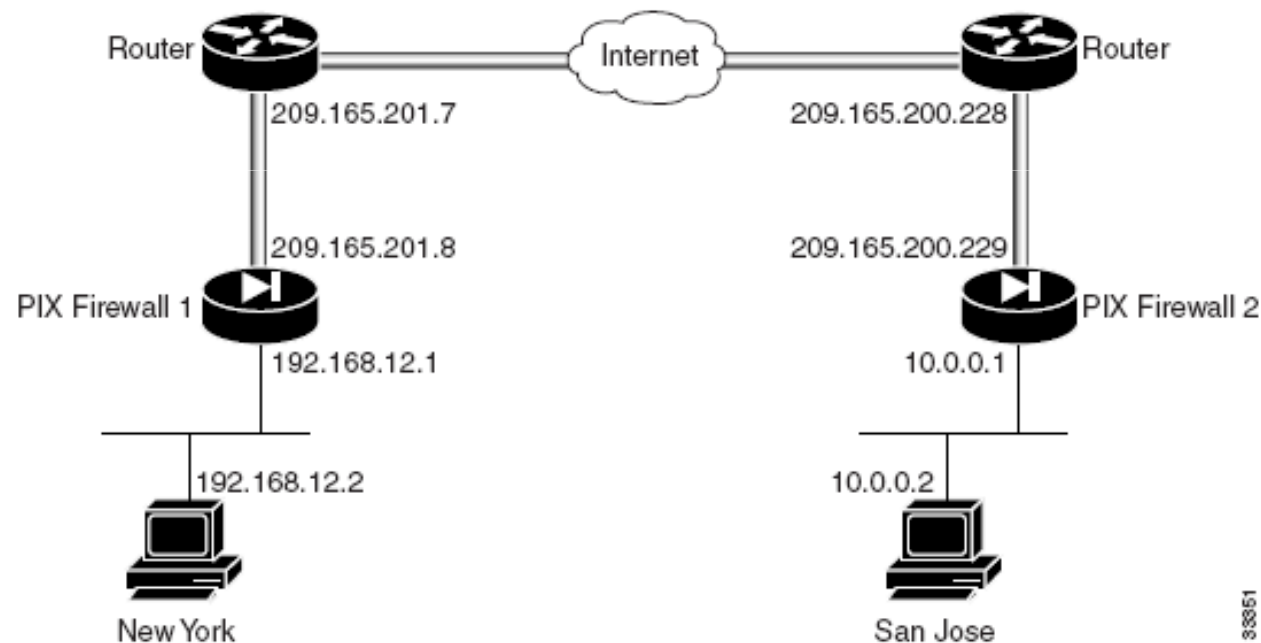 Router
Internet
Router
209.165.201.7
209.165.200.228
209.165.201.8
209.165.200.229
PIX Firewall 1
PIX Firewall 2
192.168.12.1
10.0.0.1
192.168.12.2
10.0.0.2
New York
San Jose
33351